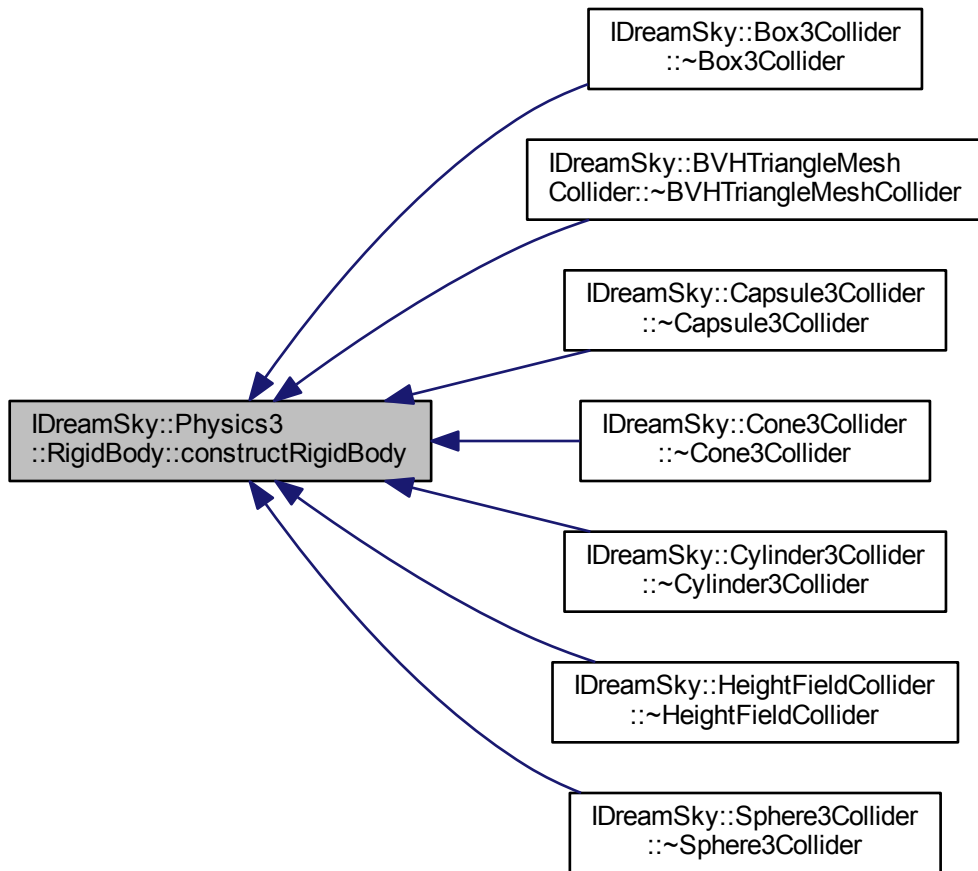 IDreamSky::Box3Collider
::~Box3Collider
IDreamSky::BVHTriangleMesh
Collider::~BVHTriangleMeshCollider
IDreamSky::Capsule3Collider
::~Capsule3Collider
IDreamSky::Physics3
::RigidBody::constructRigidBody
IDreamSky::Cone3Collider
::~Cone3Collider
IDreamSky::Cylinder3Collider
::~Cylinder3Collider
IDreamSky::HeightFieldCollider
::~HeightFieldCollider
IDreamSky::Sphere3Collider
::~Sphere3Collider